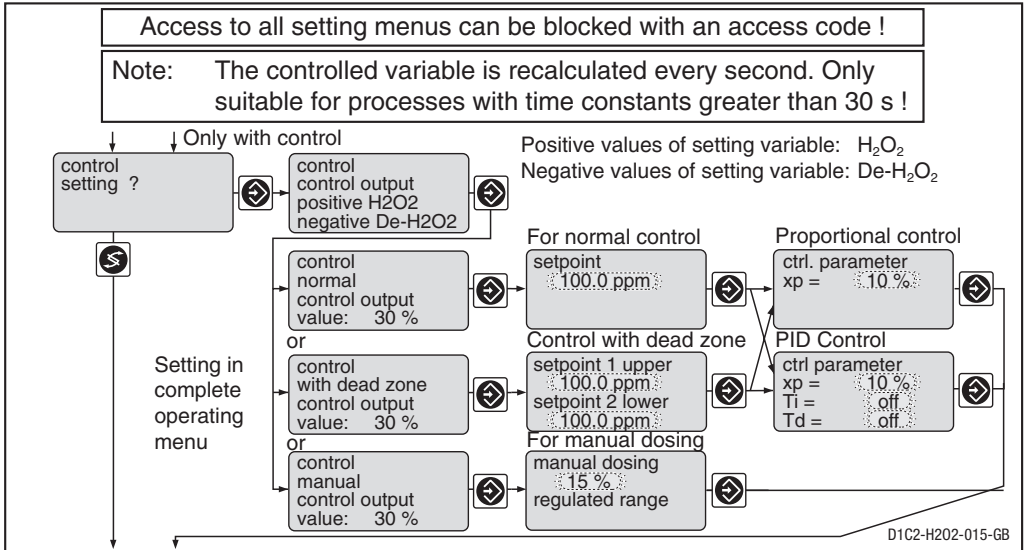 Access to all setting menus can be blocked with an access code !
Note: The controlled variable is recalculated every second. Only
suitable for processes with time constants greater than 30 s !
Only with control
Positive values of setting variable: H₂O₂
Negative values of setting variable: De-H₂O₂
control
setting ?
control
control output
positive H2O2
negative De-H2O2
For normal control
Proportional control
control
normal
control output
value: 30 %
setpoint
100.0 ppm
ctrl. parameter
xp = 10 %
or
Setting in
complete
operating
menu
Control with dead zone
PID Control
control
with dead zone
control output
value: 30 %
setpoint 1 upper
100.0 ppm
setpoint 2 lower
100.0 ppm
ctrl parameter
xp = 10 %
Ti = off
Td = off
or
For manual dosing
control
manual
control output
value: 30 %
manual dosing
15 %
regulated range
D1C2-H202-015-GB